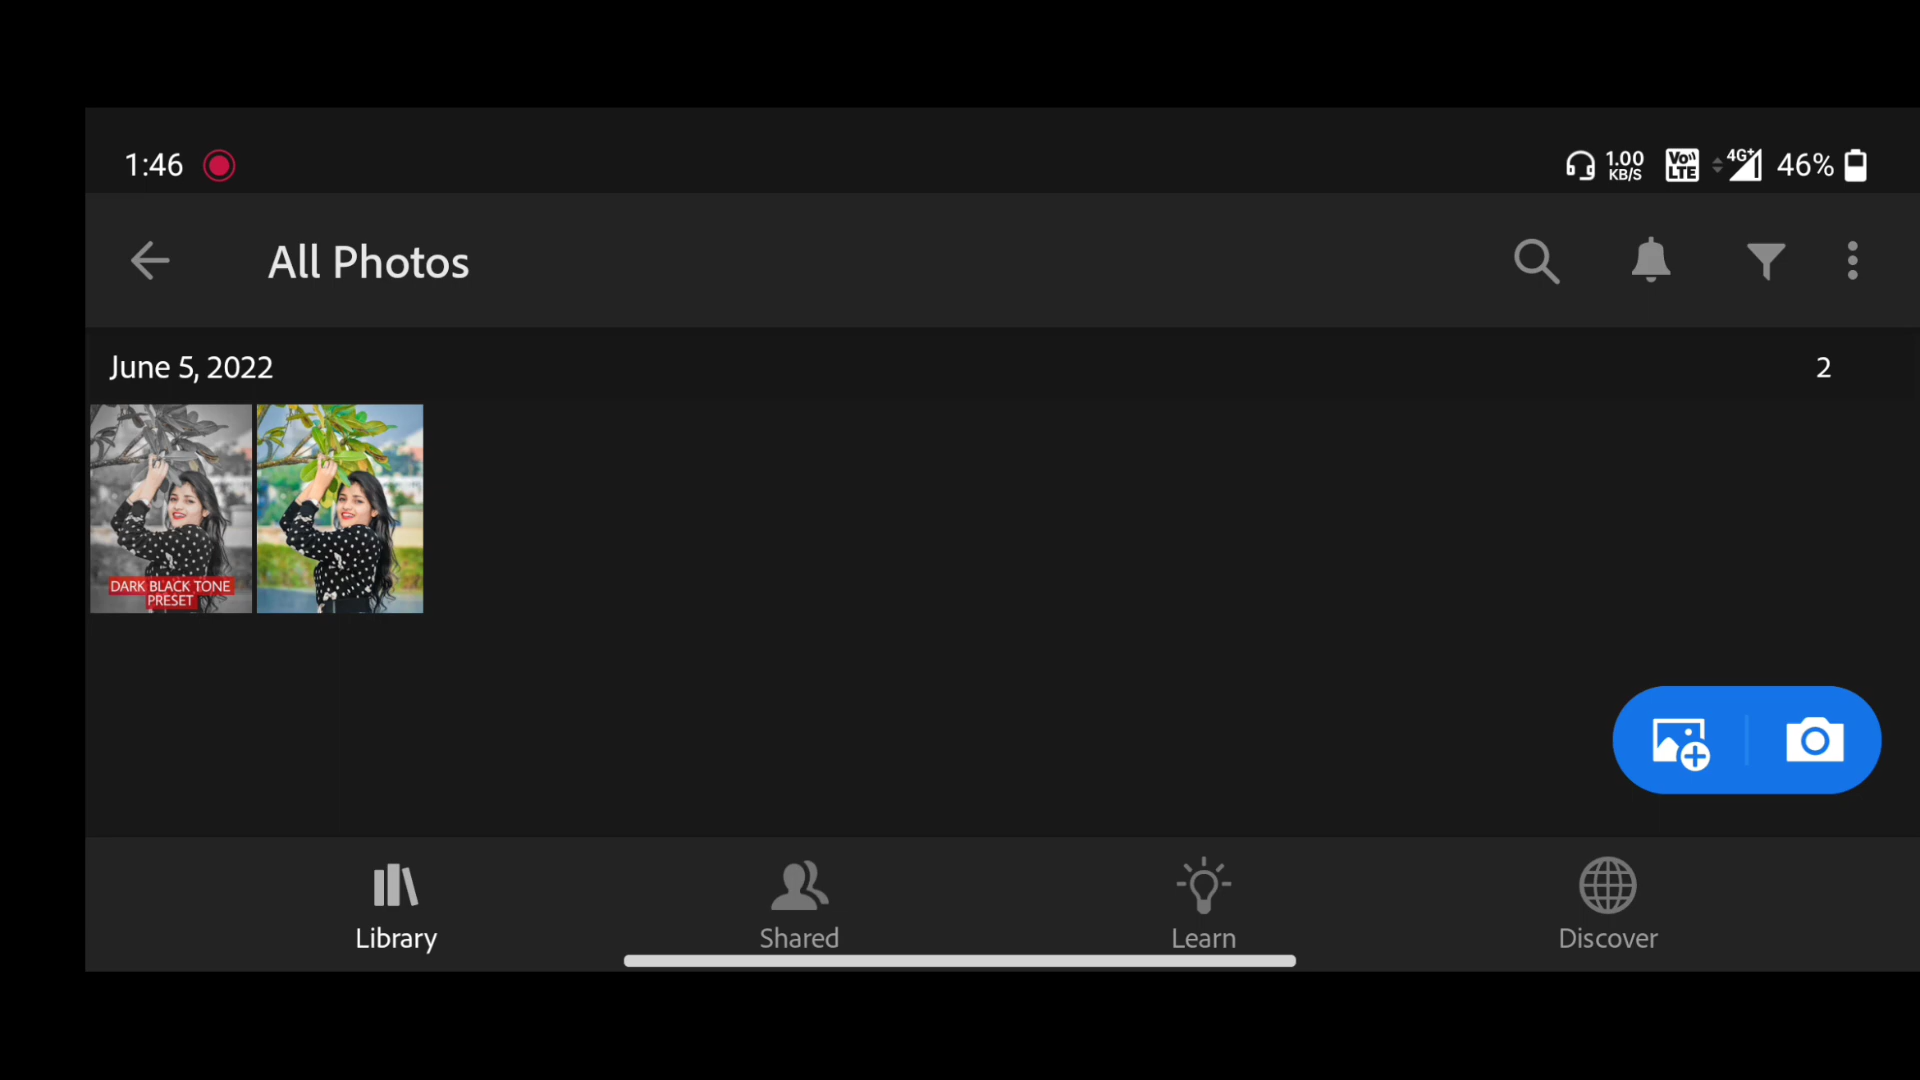 1:46
1.00
KB/S
Vo
LTE
4G+
46%
All Photos
June 5, 2022
2
DARK BLACK TONE
PRESET
Library
Shared
Learn
Discover